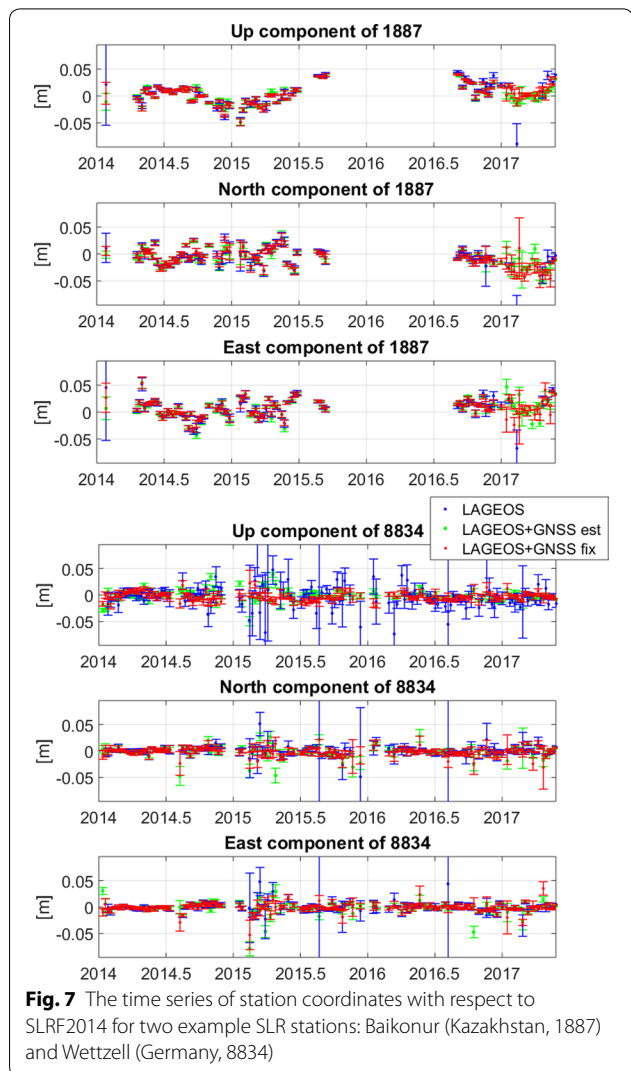 Up component of 1887
0.05
0
-0.05
[m]
2014 2014.5 2015 2015.5 2016 2016.5 2017
North component of 1887
0.05
0
-0.05
[m]
2014 2014.5 2015 2015.5 2016 2016.5 2017
East component of 1887
0.05
0
-0.05
[m]
2014 2014.5 2015 2015.5 2016 2016.5 2017
LAGEOS
LAGEOS+GNSS est
LAGEOS+GNSS fix
Up component of 8834
0.05
0
-0.05
[m]
2014 2014.5 2015 2015.5 2016 2016.5 2017
North component of 8834
0.05
0
-0.05
[m]
2014 2014.5 2015 2015.5 2016 2016.5 2017
East component of 8834
0.05
0
-0.05
[m]
2014 2014.5 2015 2015.5 2016 2016.5 2017
Fig. 7 The time series of station coordinates with respect to
SLRF2014 for two example SLR stations: Baikonur (Kazakhstan, 1887)
and Wettzell (Germany, 8834)